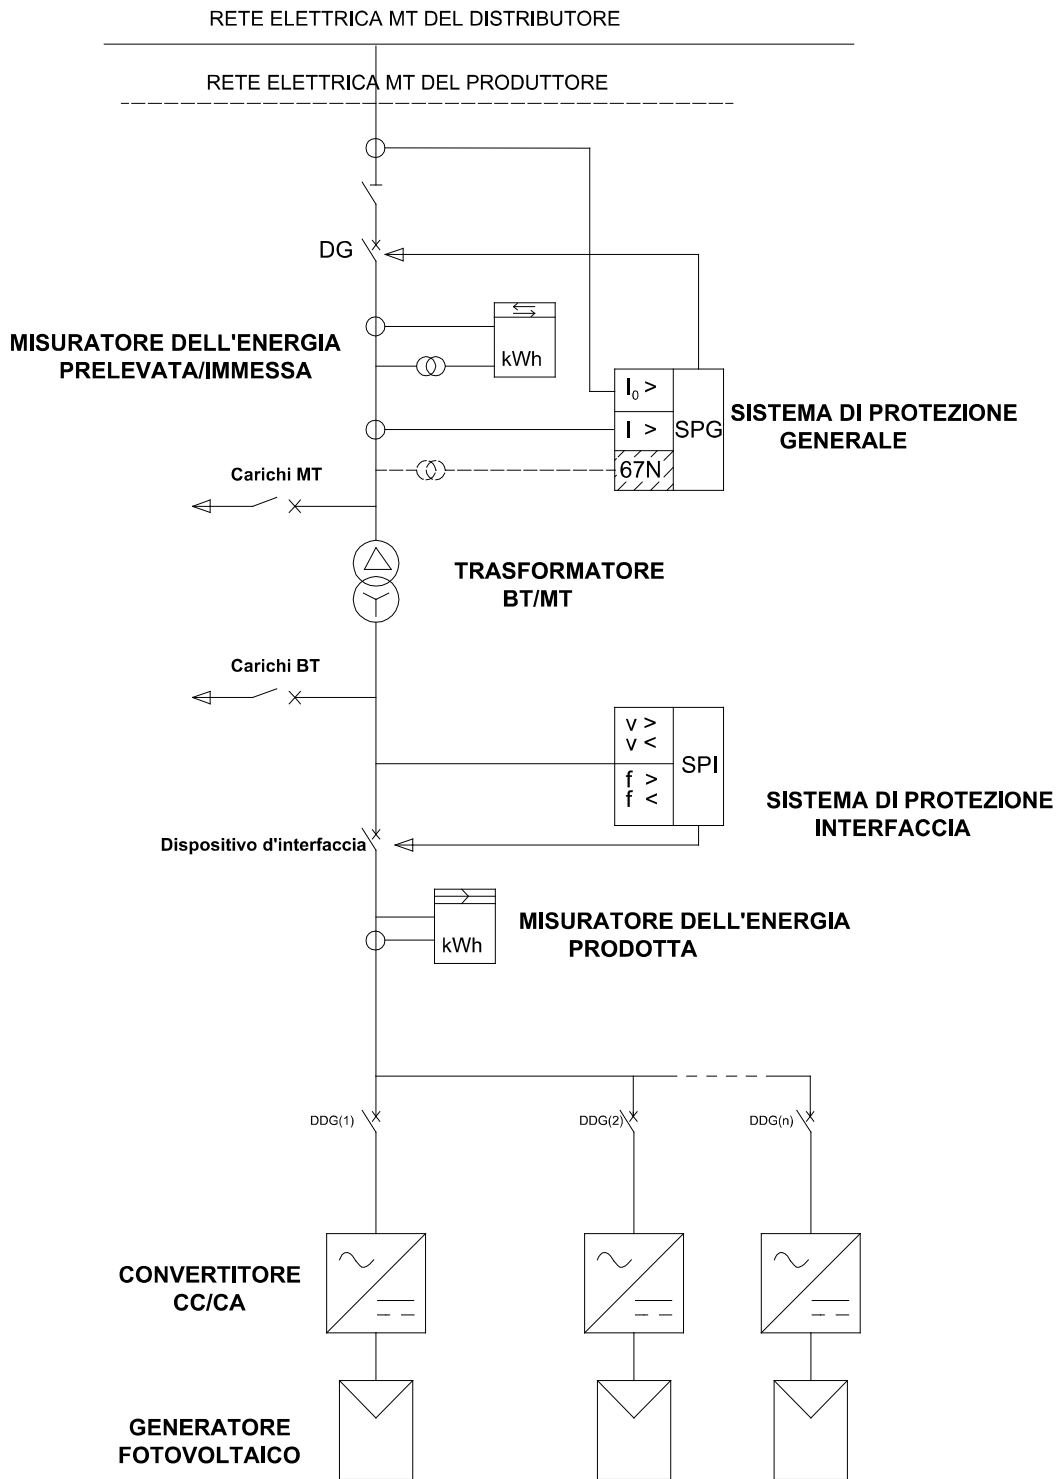 RETE ELETTRICA MT DEL DISTRIBUTORE
RETE ELETTRICA MT DEL PRODUTTORE
DG
MISURATORE DELL'ENERGIA
PRELEVATA/IMMESSA
kWh
I0 >
I >
67N
SPG
SISTEMA DI PROTEZIONE
GENERALE
Carichi MT
TRASFORMATORE
BT/MT
Carichi BT
v >
v <
f >
f <
SPI
SISTEMA DI PROTEZIONE
INTERFACCIA
Dispositivo d'interfaccia
kWh
MISURATORE DELL'ENERGIA
PRODOTTA
DDG(1)
DDG(2)
DDG(n)
CONVERTITORE
CC/CA
GENERATORE
FOTOVOLTAICO